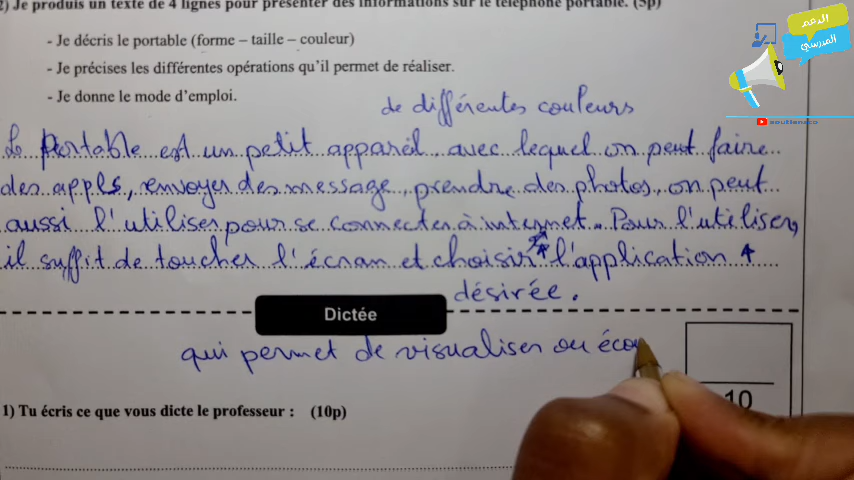 2) Je produis un texte de 4 lignes pour présenter des informations sur le téléphone portable. (5p)
- Je décris le portable (forme – taille – couleur)
- Je précises les différentes opérations qu'il permet de réaliser.
- Je donne le mode d'emploi.
de différentes couleurs
Le Portable est un petit appareil, avec lequel on peut faire
des appls, renvoyer des message, prendre des photos, on peut
aussi l'utiliser pour se connecter à internet. Pour l'utiliser,
il suffit de toucher l'écran et choisir l'application
désirée.
Dictée
qui permet de visualiser ou écou
10
1) Tu écris ce que vous dicte le professeur : (10p)
الدعم
المدرسي